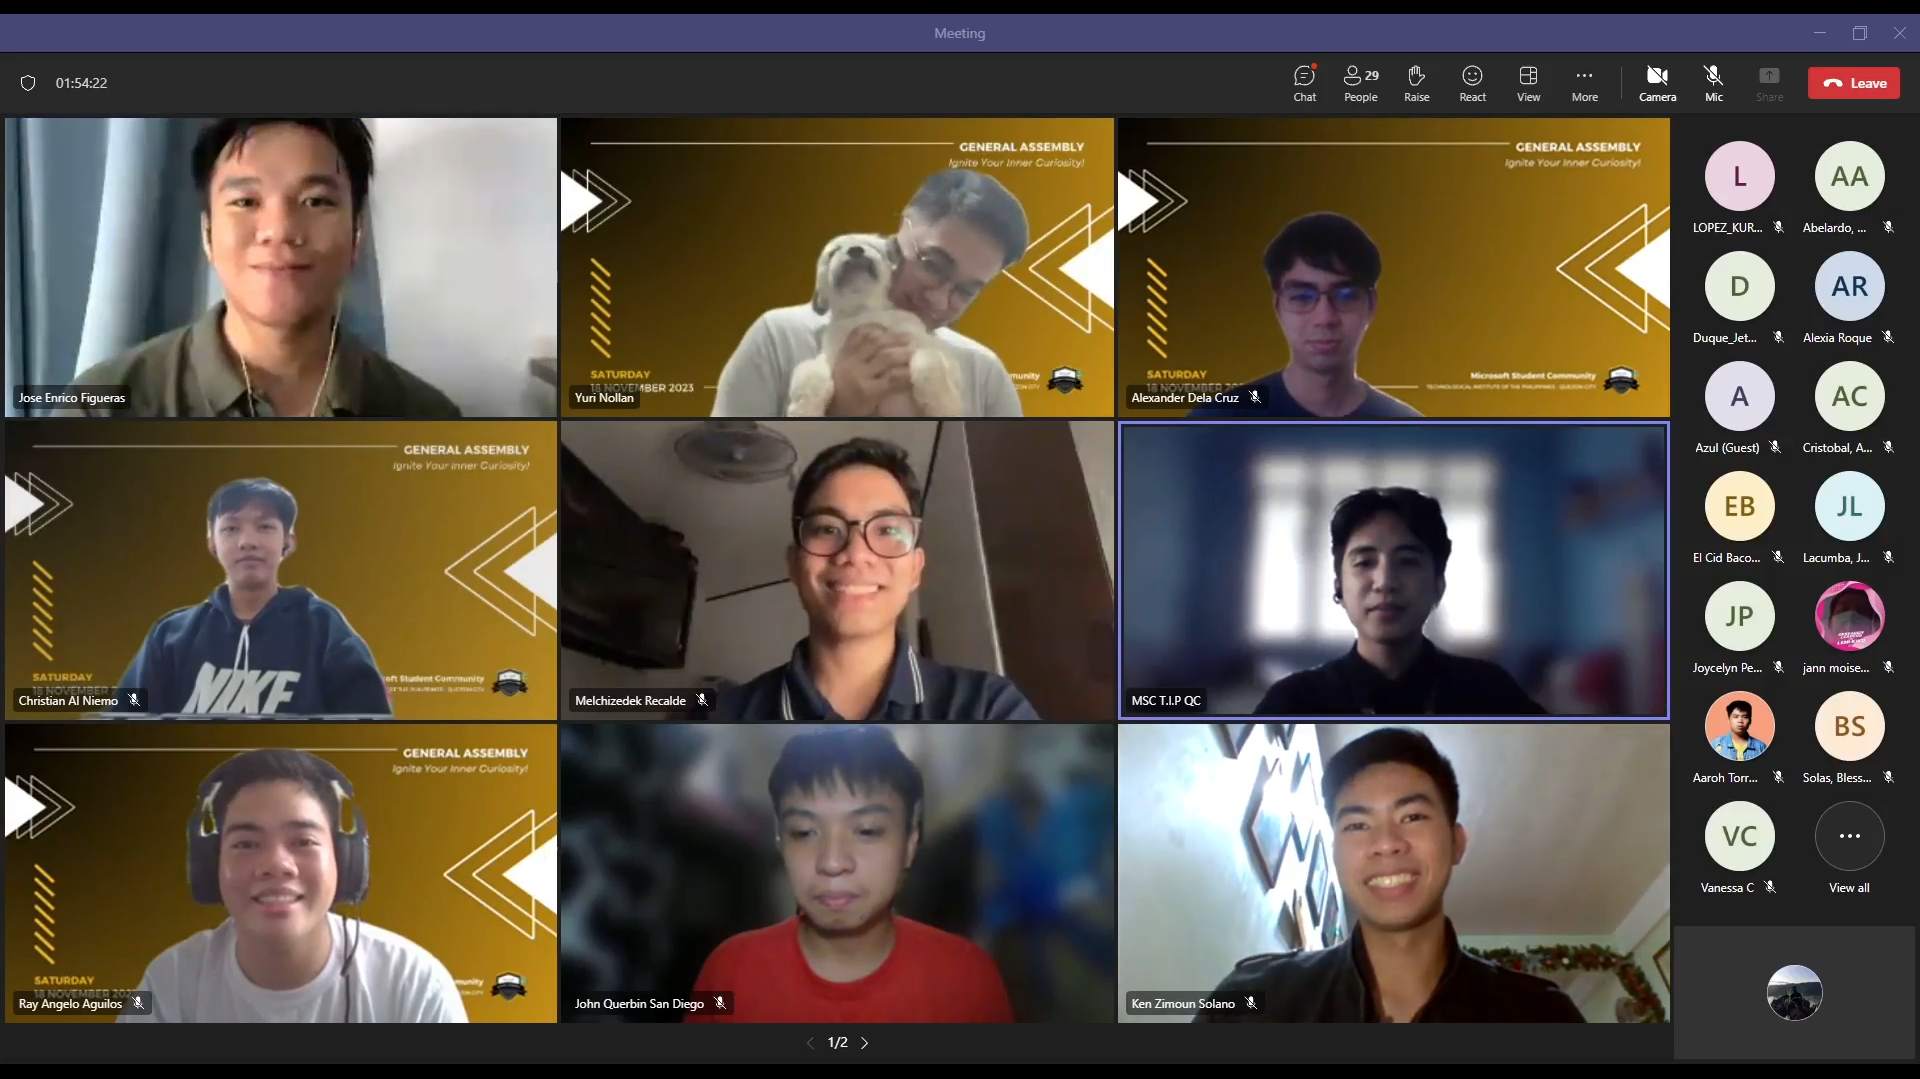 Meeting
01:54:22
Chat
29
People
Raise
React
View
More
Camera
Mic
Share
Leave
Jose Enrico Figueras
GENERAL ASSEMBLY
Ignite Your Inner Curiosity!
SATURDAY
18 NOVEMBER 2023
Yuri Nollan
GENERAL ASSEMBLY
Ignite Your Inner Curiosity!
SATURDAY
18 NOVEMBER
Microsoft Student Community
TECHNOLOGICAL INSTITUTE OF THE PHILIPPINES - QUEZON CITY
Alexander Dela Cruz
GENERAL ASSEMBLY
Ignite Your Inner Curiosity!
SATURDAY
18 NOVEMBER
Student Community
NIKE
Christian Al Niemo
Melchizedek Recalde
MSC T.I.P QC
GENERAL ASSEMBLY
Ignite Your Inner Curiosity!
SATURDAY
18 NOVEMBER
Ray Angelo Aguilos
John Querbin San Diego
Ken Zimoun Solano
1/2
L
LOPEZ_KUR...
AA
Abelardo, ...
D
Duque_Jet...
AR
Alexia Roque
A
Azul (Guest)
AC
Cristobal, A...
EB
El Cid Baco...
JL
Lacumba, J...
JP
Joycelyn Pe...
jann moise...
Aaroh Torr...
BS
Solas, Bless...
VC
Vanessa C
View all